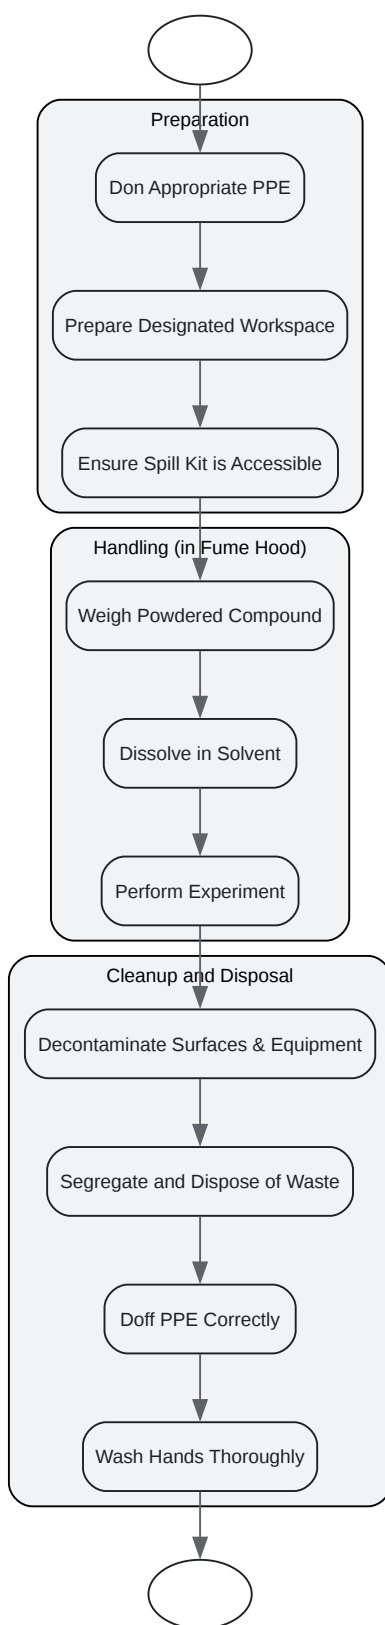 Preparation
Don Appropriate PPE
Prepare Designated Workspace
Ensure Spill Kit is Accessible
Handling (in Fume Hood)
Weigh Powdered Compound
Dissolve in Solvent
Perform Experiment
Cleanup and Disposal
Decontaminate Surfaces & Equipment
Segregate and Dispose of Waste
Doff PPE Correctly
Wash Hands Thoroughly